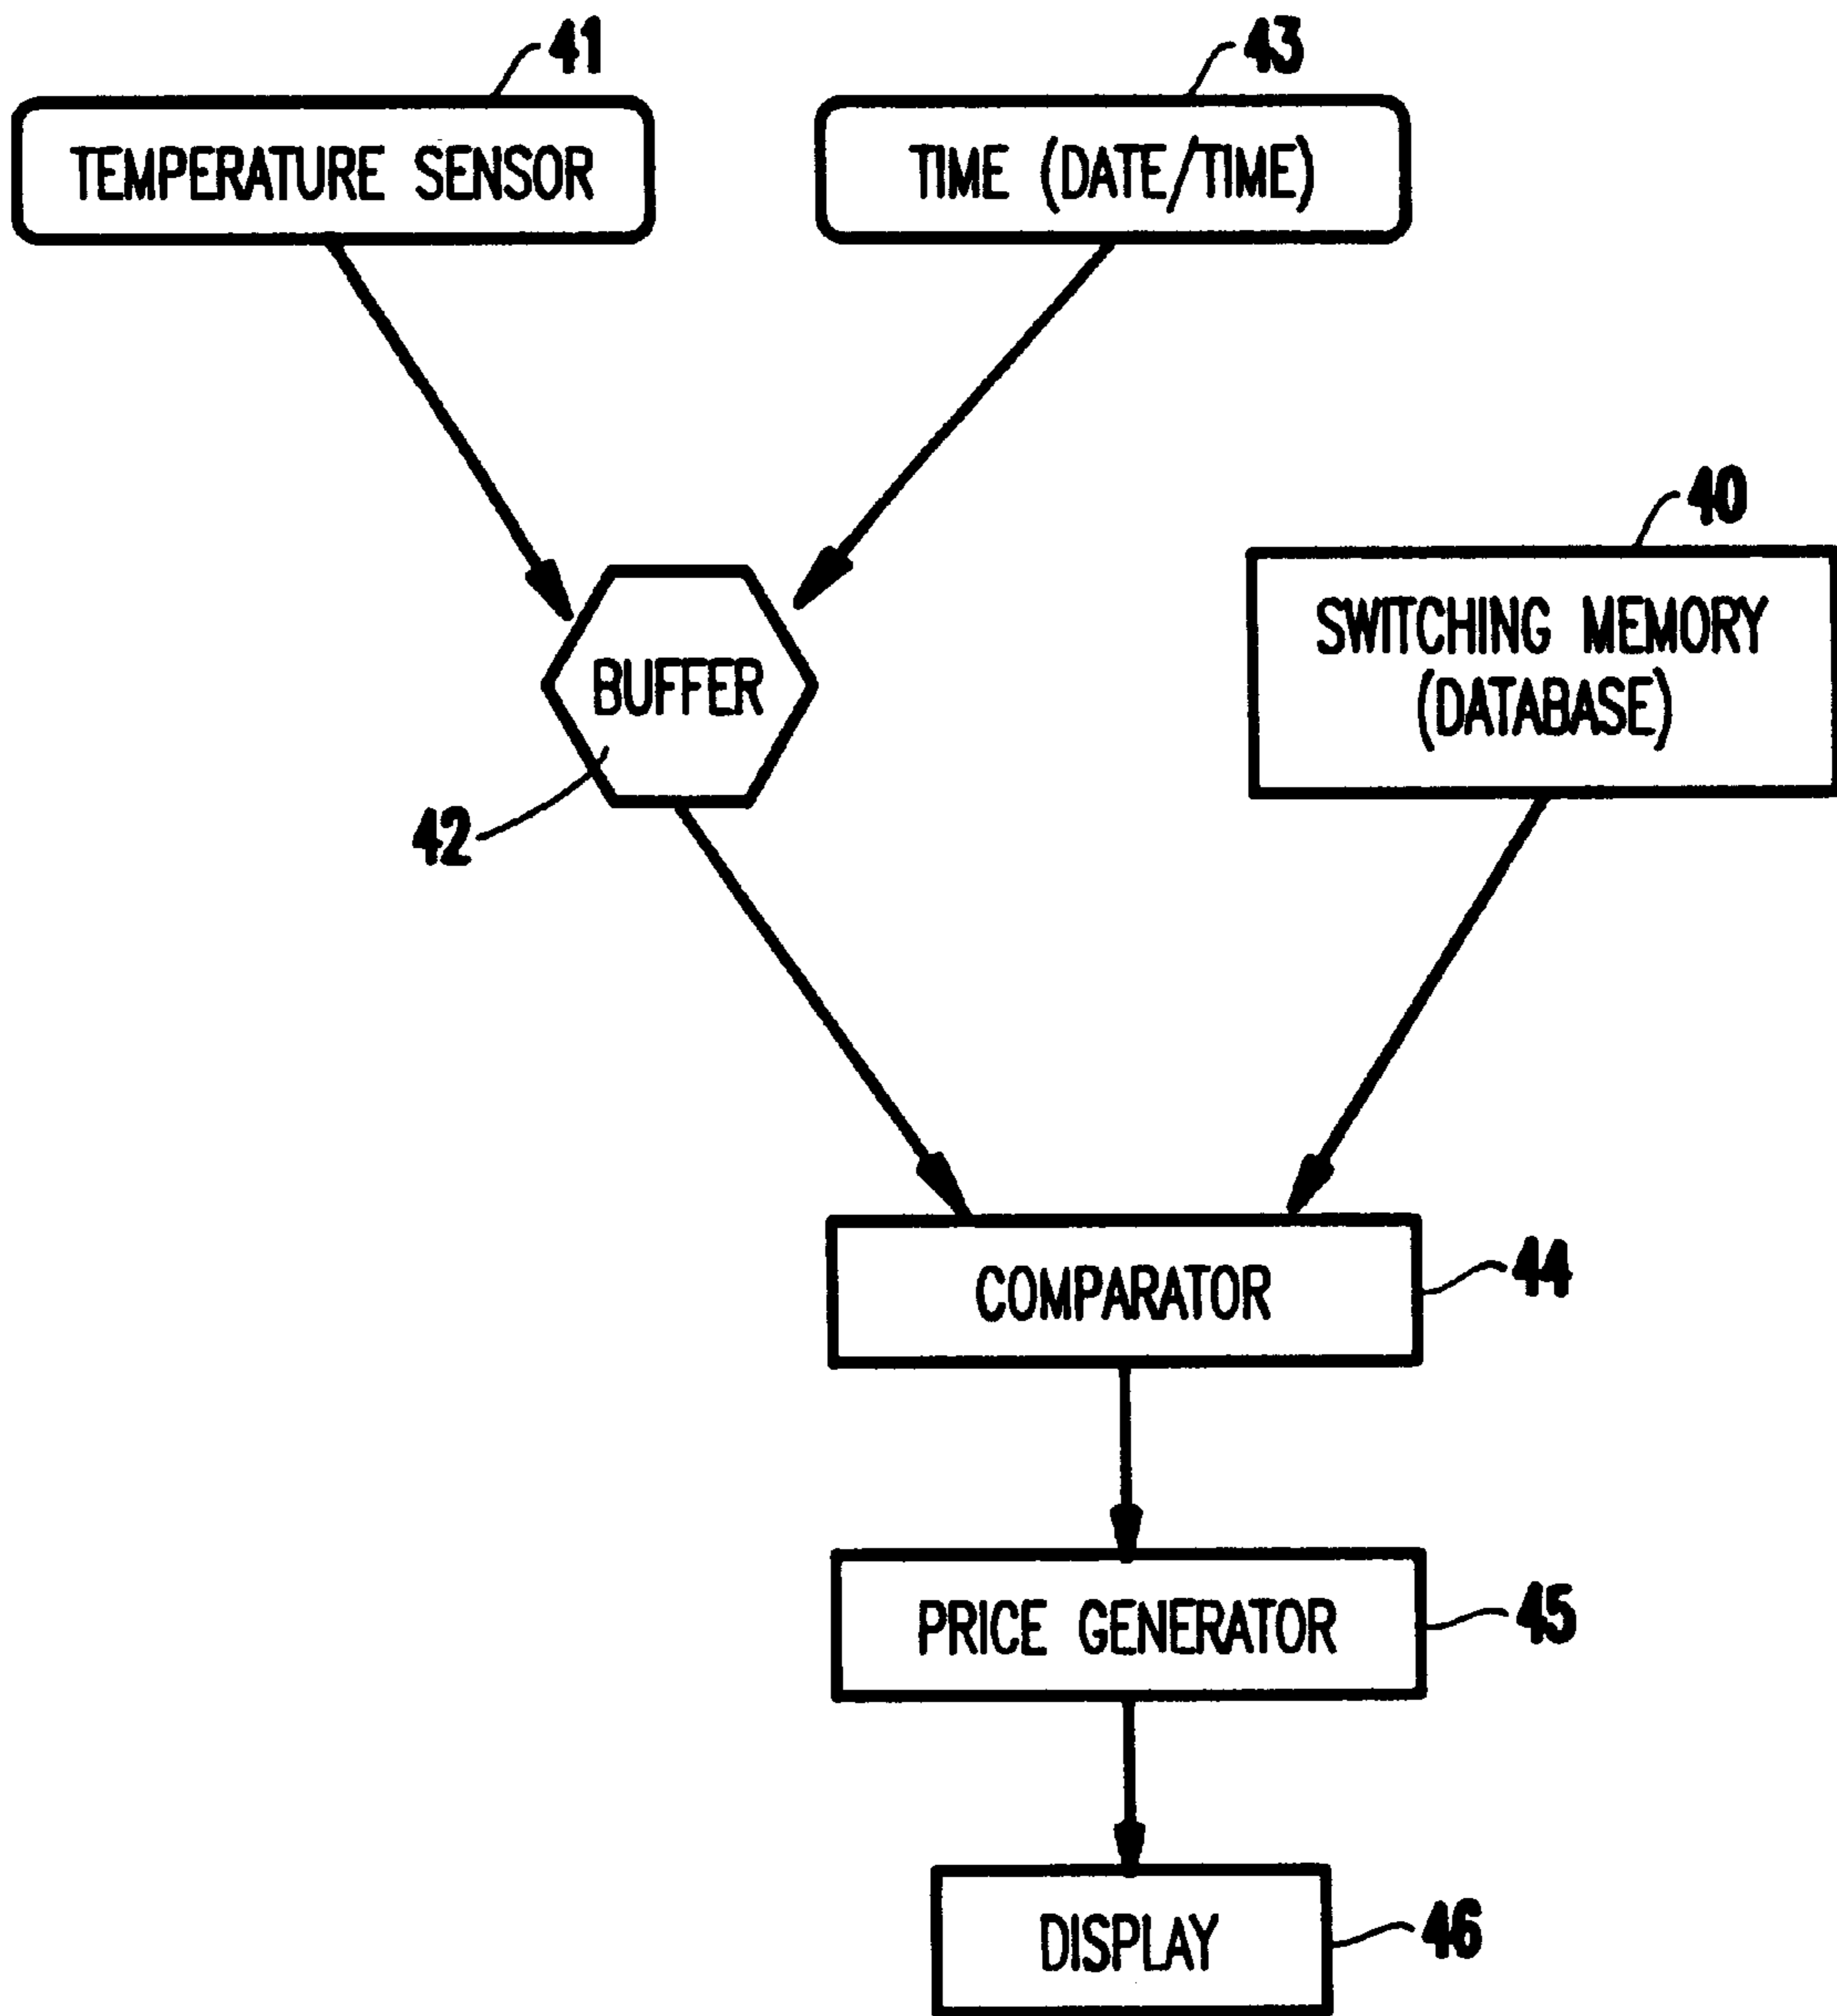 41
43
TEMPERATURE SENSOR
TIME (DATE/TIME)
40
SWITCHING MEMORY
(DATABASE)
BUFFER
42
COMPARATOR
44
PRICE GENERATOR
45
DISPLAY
46